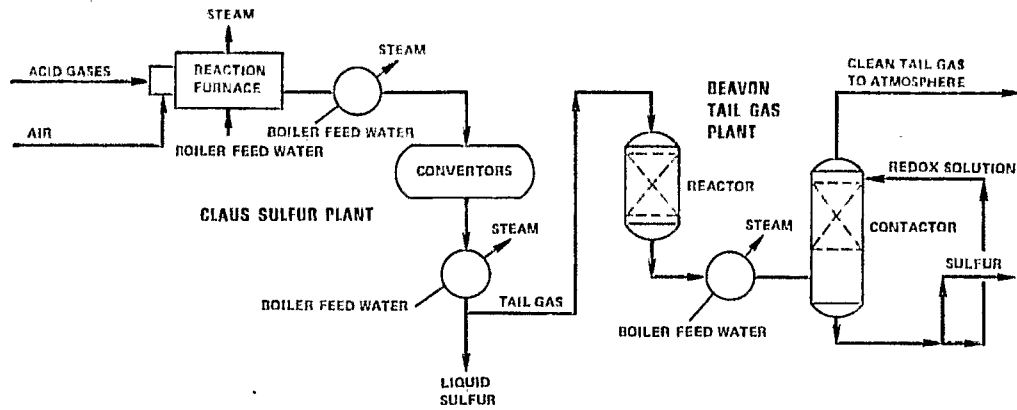 STEAM
ACID GASES
REACTION
FURNACE
AIR
BOILER FEED WATER
STEAM
BOILER FEED WATER
CONVERTORS
CLAUS SULFUR PLANT
STEAM
BOILER FEED WATER
TAIL GAS
LIQUID
SULFUR
BEAVON
TAIL GAS
PLANT
REACTOR
STEAM
BOILER FEED WATER
CLEAN TAIL GAS
TO ATMOSPHERE
REDOX SOLUTION
CONTACTOR
SULFUR